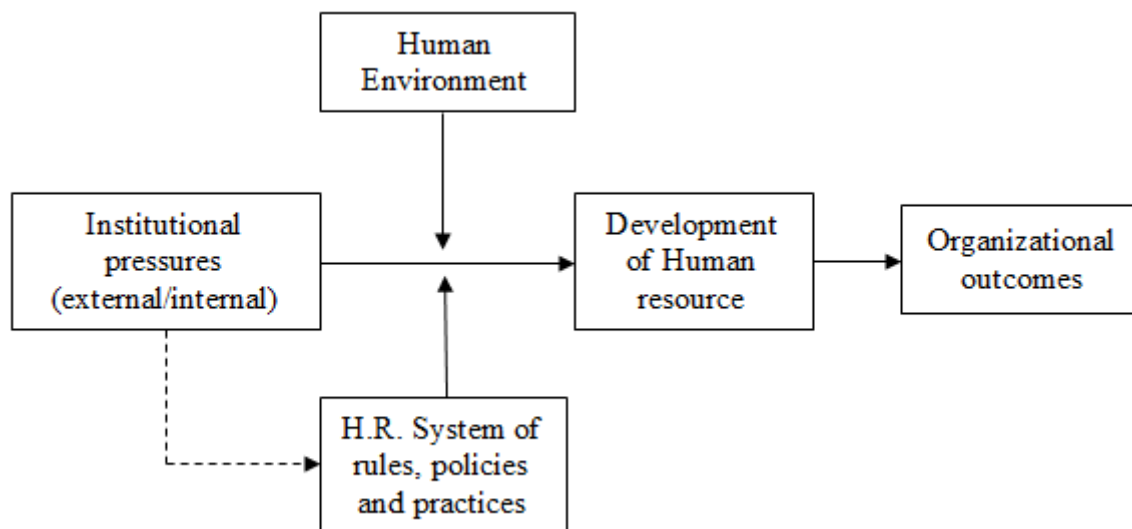 Human
Environment
Institutional
pressures
(external/internal)
Development
of Human
resource
Organizational
outcomes
H.R. System of
rules, policies
and practices